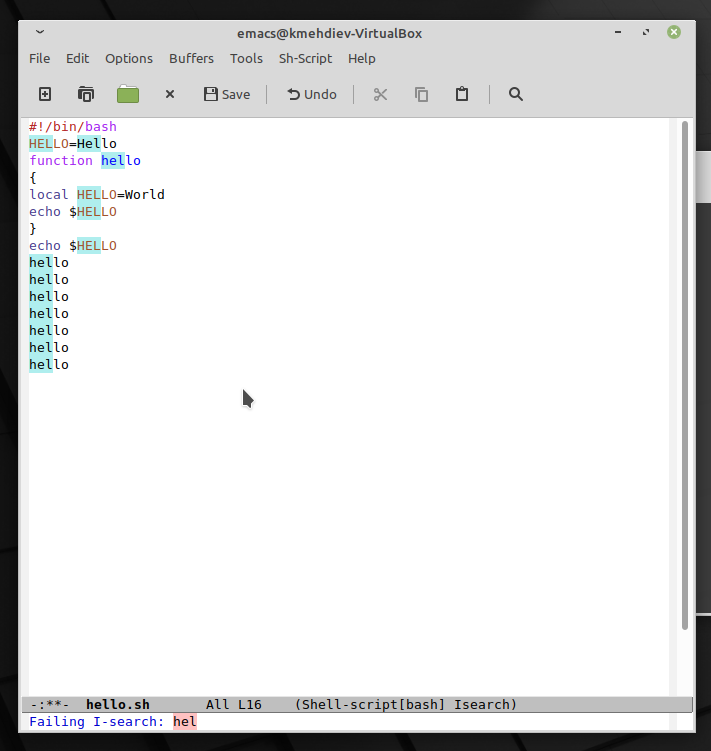 emacs@kmehdiev-VirtualBox
File Edit Options Buffers Tools Sh-Script Help
Save Undo
#!/bin/bash
HELLO=Hello
function hello
{
local HELLO=World
echo $HELLO
}
echo $HELLO
hello
hello
hello
hello
hello
hello
hello
-:**- hello.sh All L16 (Shell-script[bash] Isearch)
Failing I-search: hel